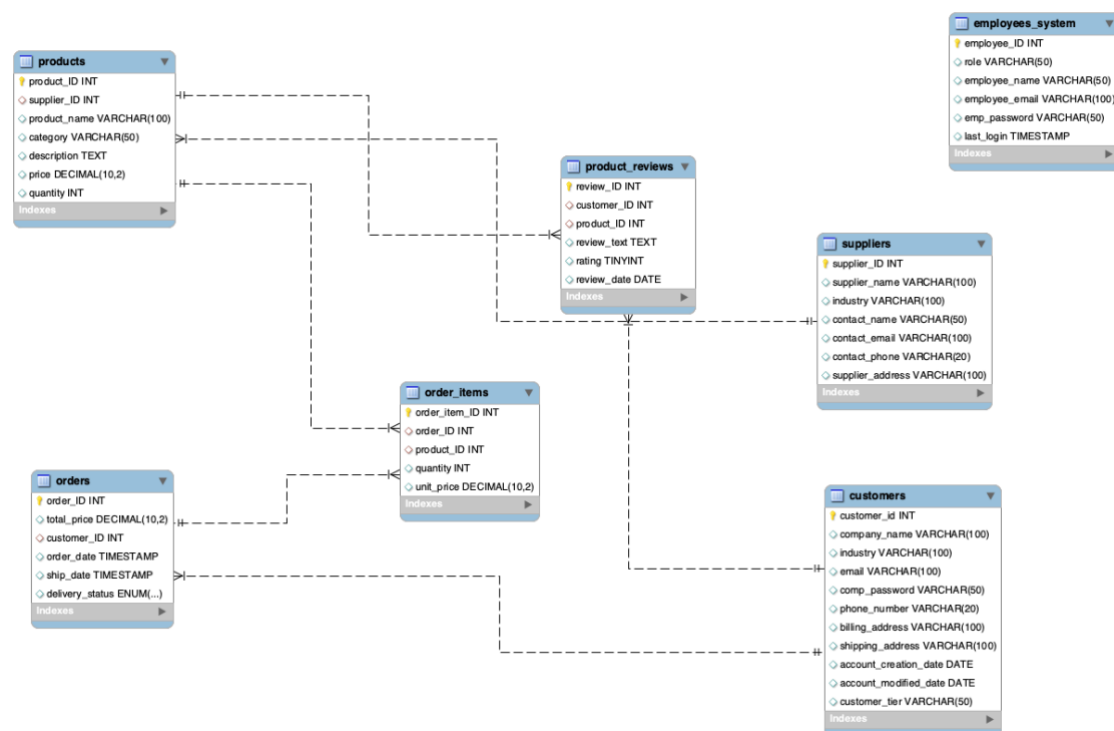 employees_system
employee_ID INT
role VARCHAR(50)
employee_name VARCHAR(50)
employee_email VARCHAR(100)
emp_password VARCHAR(50)
last_login TIMESTAMP
Indexes
products
product_ID INT
supplier_ID INT
product_name VARCHAR(100)
category VARCHAR(50)
description TEXT
price DECIMAL(10,2)
quantity INT
Indexes
product_reviews
review_ID INT
customer_ID INT
product_ID INT
review_text TEXT
rating TINYINT
review_date DATE
Indexes
suppliers
supplier_ID INT
supplier_name VARCHAR(100)
industry VARCHAR(100)
contact_name VARCHAR(50)
contact_email VARCHAR(100)
contact_phone VARCHAR(20)
supplier_address VARCHAR(100)
Indexes
order_items
order_item_ID INT
order_ID INT
product_ID INT
quantity INT
unit_price DECIMAL(10,2)
Indexes
orders
order_ID INT
total_price DECIMAL(10,2)
customer_ID INT
order_date TIMESTAMP
ship_date TIMESTAMP
delivery_status ENUM(...)
Indexes
customers
customer_id INT
company_name VARCHAR(100)
industry VARCHAR(100)
email VARCHAR(100)
comp_password VARCHAR(50)
phone_number VARCHAR(20)
billing_address VARCHAR(100)
shipping_address VARCHAR(100)
account_creation_date DATE
account_modified_date DATE
customer_tier VARCHAR(50)
Indexes